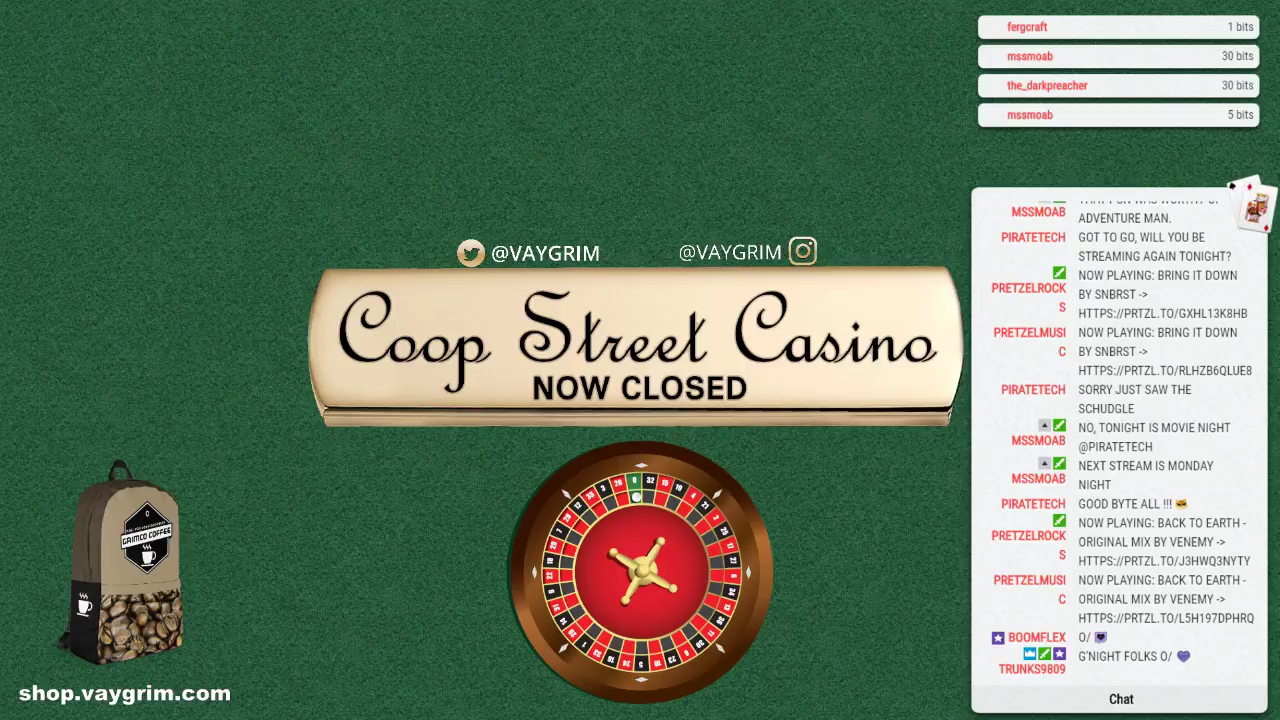 fergcraft 1 bits
mssmoab 30 bits
the_darkpreacher 30 bits
mssmoab 5 bits
@VAYGRIM @VAYGRIM
Coop Street Casino
NOW CLOSED
GRIMCO COFFEE
shop.vaygrim.com
MSSMOAB ADVENTURE MAN.
PIRATETECH GOT TO GO, WILL YOU BE
STREAMING AGAIN TONIGHT?
NOW PLAYING: BRING IT DOWN
PRETZELROCK BY SNBRST ->
S HTTPS://PRTZL.TO/GXHL13K8HB
PRETZELMUSI NOW PLAYING: BRING IT DOWN
C BY SNBRST ->
HTTPS://PRTZL.TO/RLHZB6QLUE8
PIRATETECH SORRY JUST SAW THE
SCHUDGLE
NO, TONIGHT IS MOVIE NIGHT
MSSMOAB @PIRATETECH
NEXT STREAM IS MONDAY
MSSMOAB NIGHT
PIRATETECH GOOD BYTE ALL !!!
NOW PLAYING: BACK TO EARTH -
PRETZELROCK ORIGINAL MIX BY VENEMY ->
S HTTPS://PRTZL.TO/J3HWQ3NYTY
PRETZELMUSI NOW PLAYING: BACK TO EARTH -
C ORIGINAL MIX BY VENEMY ->
HTTPS://PRTZL.TO/L5H197DPHRQ
BOOMFLEX O/
G'NIGHT FOLKS O/
TRUNKS9809
Chat